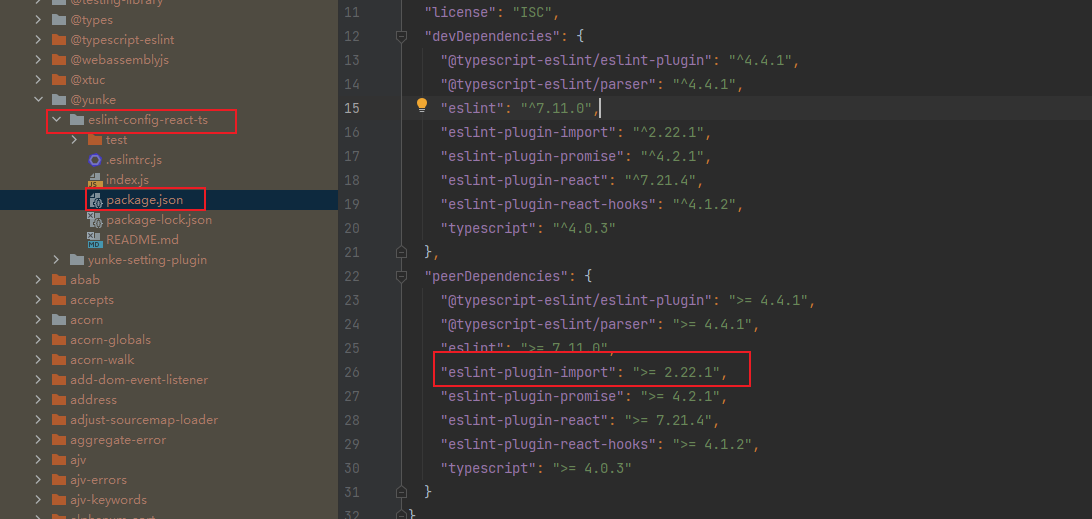 @testing-library
@types
@typescript-eslint
@webassemblyjs
@xtuc
@yunke
eslint-config-react-ts
test
.eslintrc.js
index.js
package.json
package-lock.json
README.md
yunke-setting-plugin
abab
accepts
acorn
acorn-globals
acorn-walk
add-dom-event-listener
address
adjust-sourcemap-loader
aggregate-error
ajv
ajv-errors
ajv-keywords
11 "license": "ISC",
12 "devDependencies": {
13 "@typescript-eslint/eslint-plugin": "^4.4.1",
14 "@typescript-eslint/parser": "^4.4.1",
15 "eslint": "^7.11.0",
16 "eslint-plugin-import": "^2.22.1",
17 "eslint-plugin-promise": "^4.2.1",
18 "eslint-plugin-react": "^7.21.4",
19 "eslint-plugin-react-hooks": "^4.1.2",
20 "typescript": "^4.0.3"
21 },
22 "peerDependencies": {
23 "@typescript-eslint/eslint-plugin": ">= 4.4.1",
24 "@typescript-eslint/parser": ">= 4.4.1",
25 "eslint": ">= 7.11.0",
26 "eslint-plugin-import": ">= 2.22.1",
27 "eslint-plugin-promise": ">= 4.2.1",
28 "eslint-plugin-react": ">= 7.21.4",
29 "eslint-plugin-react-hooks": ">= 4.1.2",
30 "typescript": ">= 4.0.3"
31 }
32 }